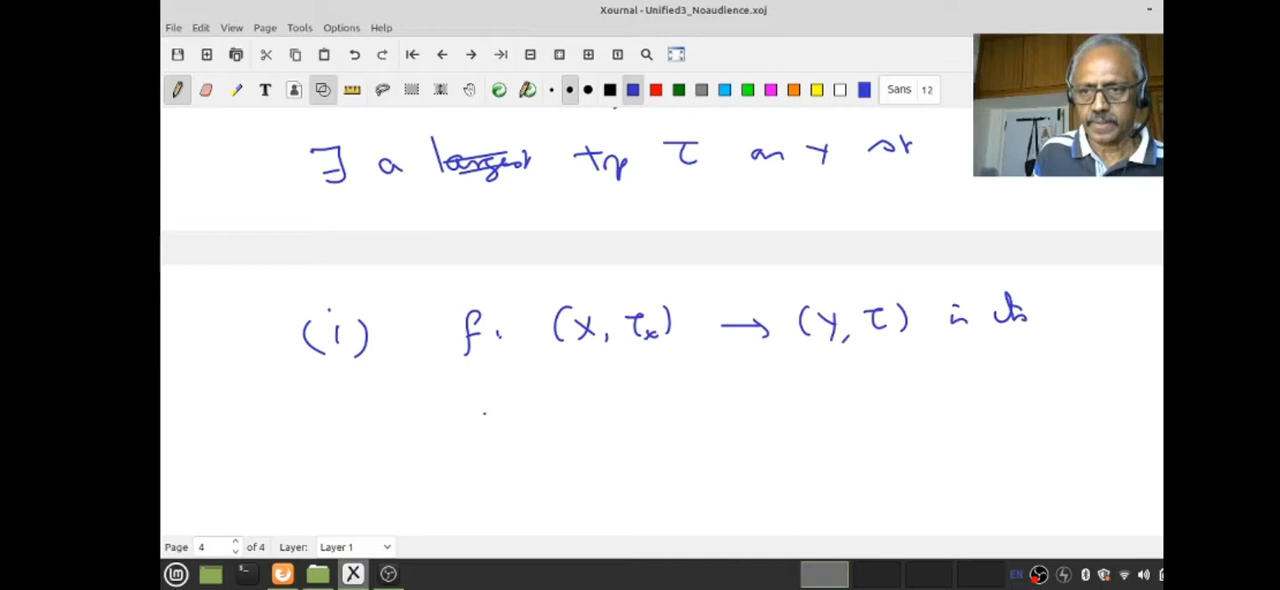 Xournal - Unified3_Noaudience.xoj
File Edit View Page Tools Options Help
T Sans 12
∃ a largest top τ on Y st
(i) f: (X, τx) → (Y, τ) is cts
Page 4 of 4 Layer: Layer 1
EN